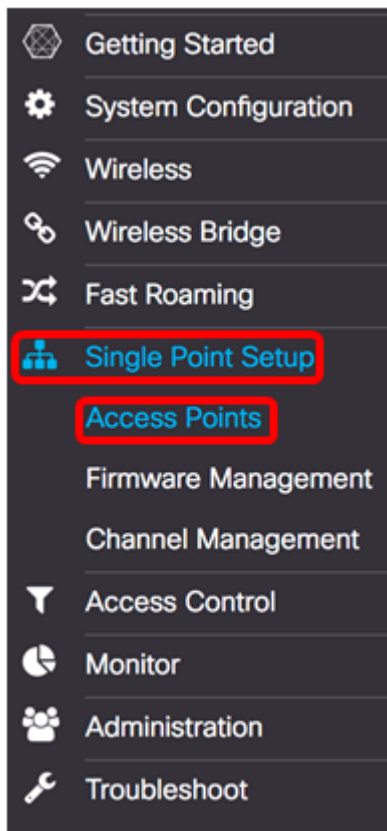 Getting Started
System Configuration
Wireless
Wireless Bridge
Fast Roaming
Single Point Setup
Access Points
Firmware Management
Channel Management
Access Control
Monitor
Administration
Troubleshoot